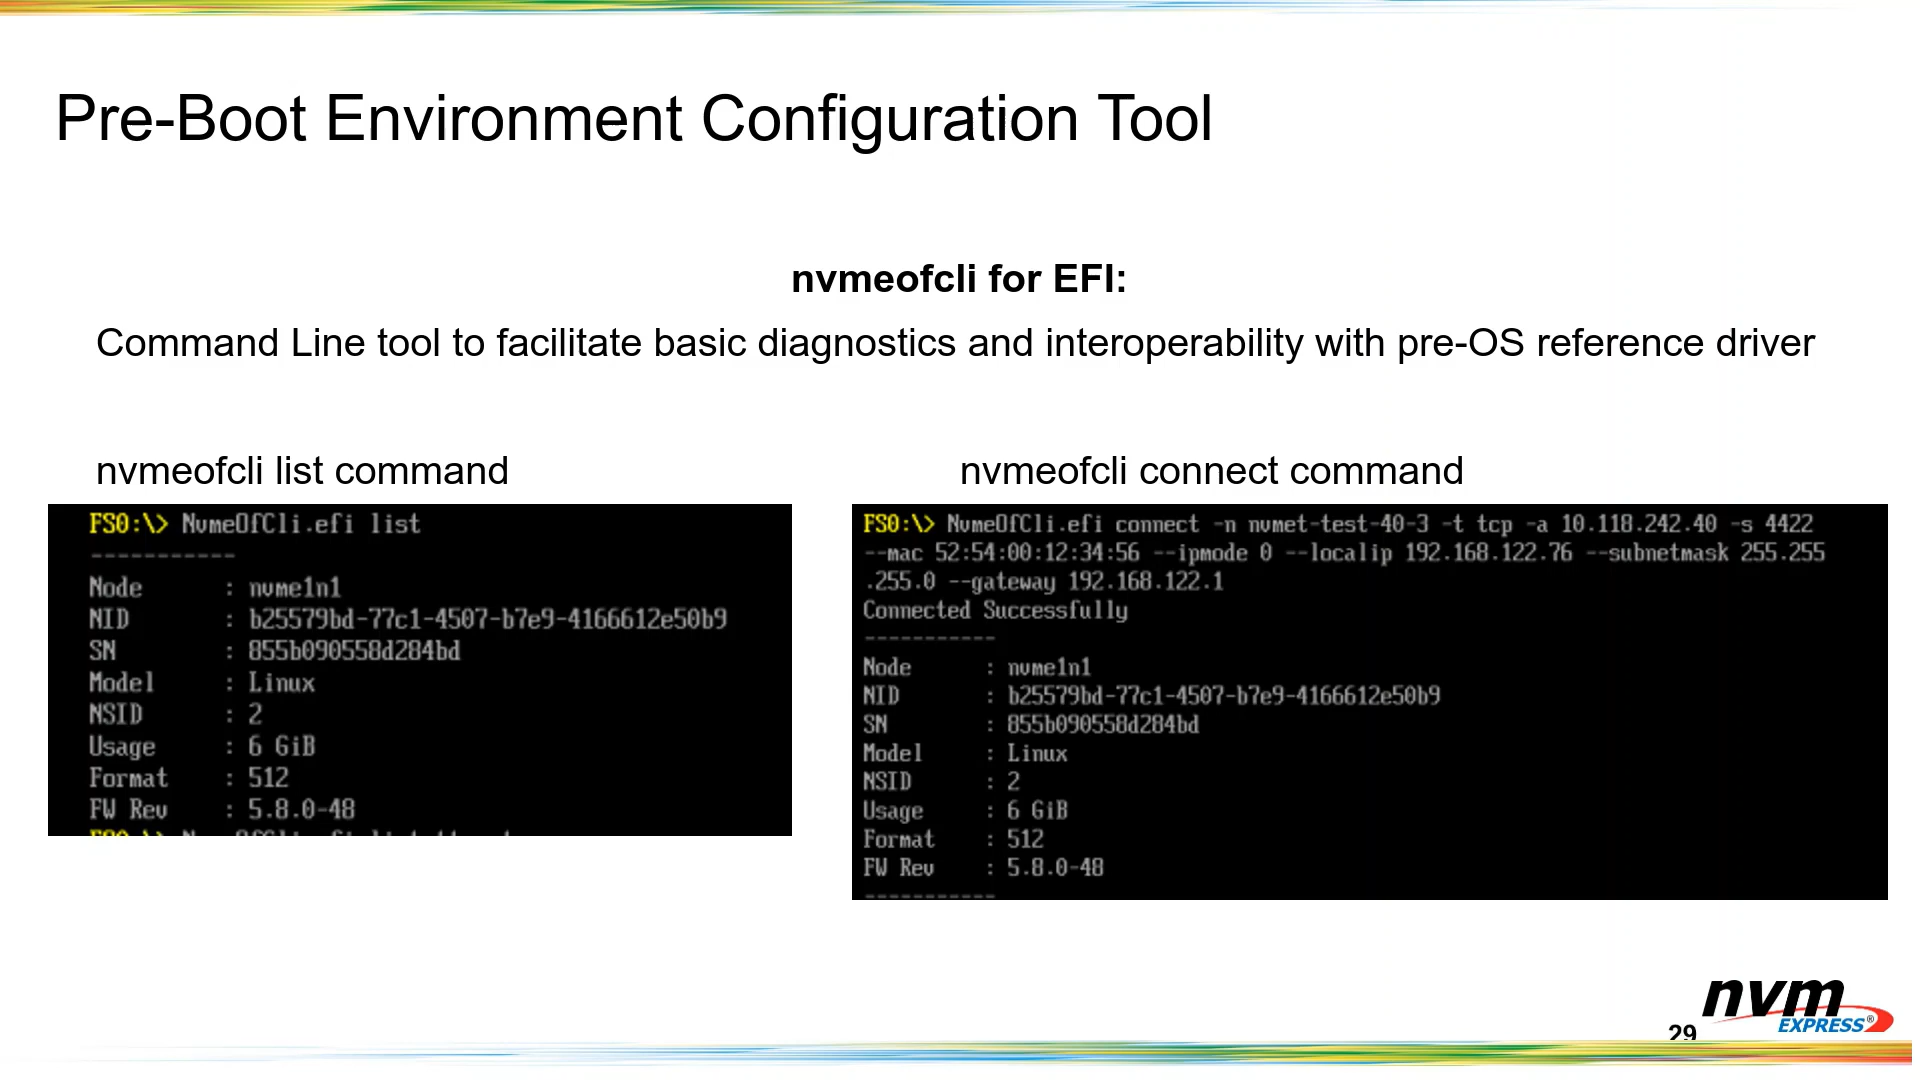 Pre-Boot Environment Configuration Tool
nvmeofcli for EFI:
Command Line tool to facilitate basic diagnostics and interoperability with pre-OS reference driver
nvmeofcli list command
FS0:\> NvmeOfCli.efi list
-----------
Node : nvme1n1
NID : b25579bd-77c1-4507-b7e9-4166612e50b9
SN : 855b090558d284bd
Model : Linux
NSID : 2
Usage : 6 GiB
Format : 512
FW Rev : 5.8.0-48
nvmeofcli connect command
FS0:\> NvmeOfCli.efi connect -n nvmet-test-40-3 -t tcp -a 10.118.242.40 -s 4422
--mac 52:54:00:12:34:56 --ipmode 0 --localip 192.168.122.76 --subnetmask 255.255
.255.0 --gateway 192.168.122.1
Connected Successfully
-----------
Node : nvme1n1
NID : b25579bd-77c1-4507-b7e9-4166612e50b9
SN : 855b090558d284bd
Model : Linux
NSID : 2
Usage : 6 GiB
Format : 512
FW Rev : 5.8.0-48
-----------
nvm
EXPRESS®
29